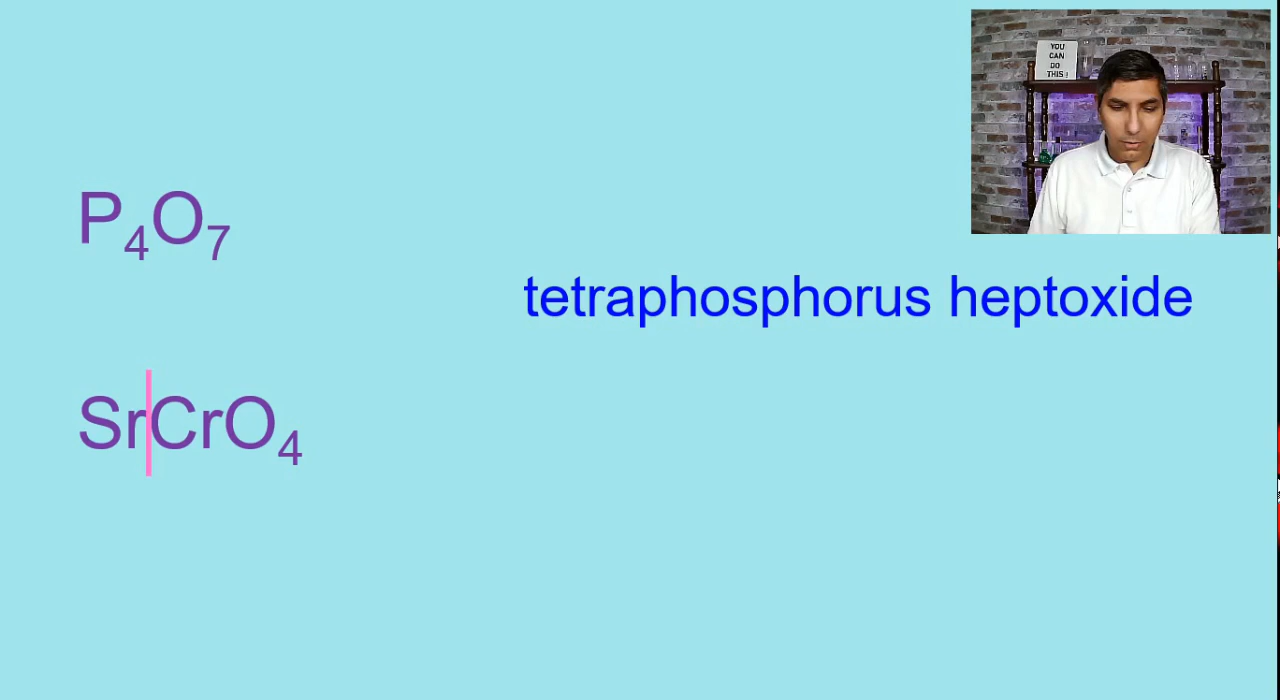 YOU
CAN
DO
THIS !
P₄O₇
tetraphosphorus heptoxide
SrCrO₄